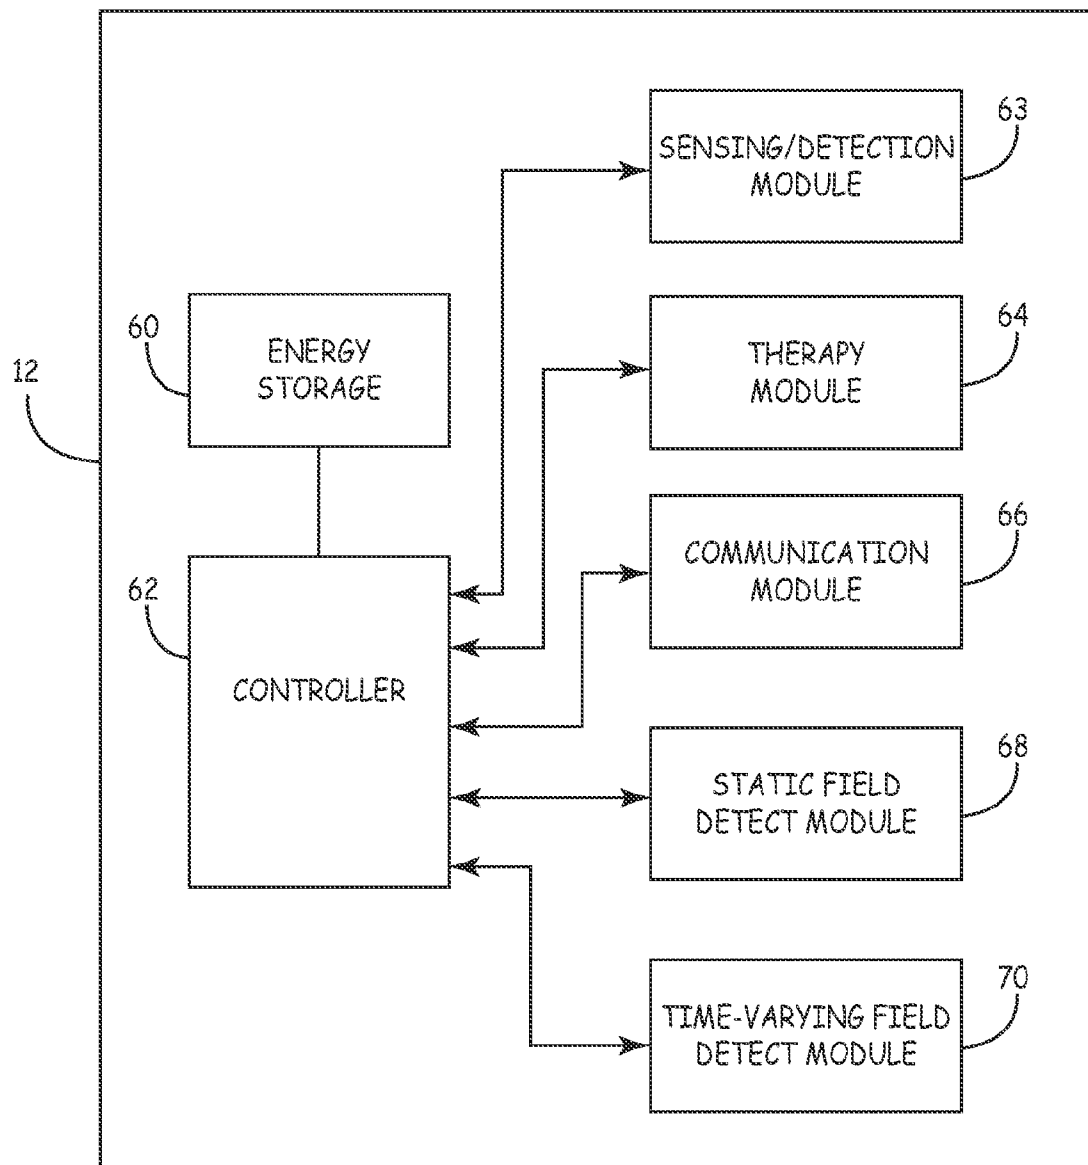 63
SENSING/DETECTION
MODULE
60
ENERGY
STORAGE
64
THERAPY
MODULE
12
66
COMMUNICATION
MODULE
62
CONTROLLER
68
STATIC FIELD
DETECT MODULE
70
TIME-VARYING FIELD
DETECT MODULE